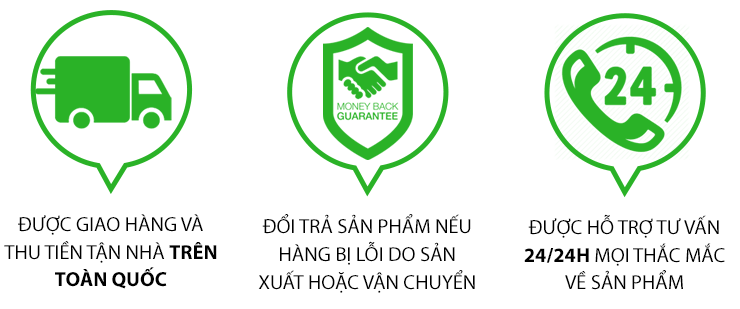 MONEY BACK
GUARANTEE
24
ĐƯỢC GIAO HÀNG VÀ
THU TIỀN TẬN NHÀ TRÊN
TOÀN QUỐC
ĐỔI TRẢ SẢN PHẨM NẾU
HÀNG BỊ LỖI DO SẢN
XUẤT HOẶC VẬN CHUYỂN
ĐƯỢC HỖ TRỢ TƯ VẤN
24/24H MỌI THẮC MẮC
VỀ SẢN PHẨM